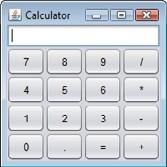 Calculator
7 8 9 /
4 5 6 *
1 2 3 -
0 . = +